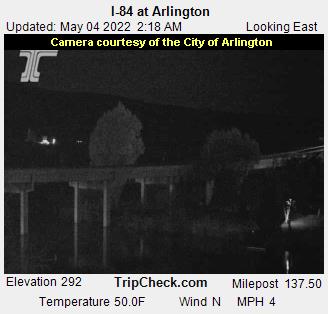 I-84 at Arlington
Updated: May 04 2022 2:18 AM Looking East
Camera courtesy of the City of Arlington
Elevation 292 TripCheck.com Milepost 137.50
Temperature 50.0F Wind N MPH 4